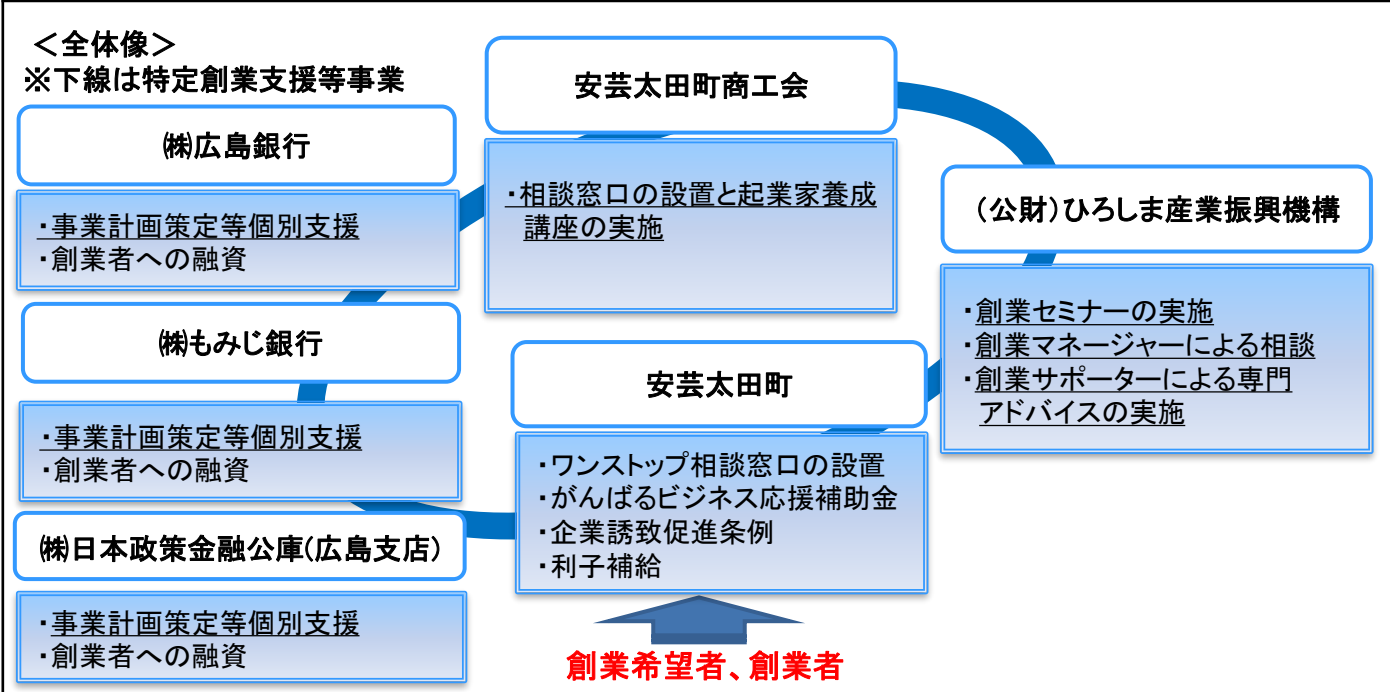 ＜全体像＞
※下線は特定創業支援等事業
㈱広島銀行
・事業計画策定等個別支援
・創業者への融資
㈱もみじ銀行
・事業計画策定等個別支援
・創業者への融資
㈱日本政策金融公庫(広島支店)
・事業計画策定等個別支援
・創業者への融資
安芸太田町商工会
・相談窓口の設置と起業家養成
講座の実施
安芸太田町
・ワンストップ相談窓口の設置
・がんばるビジネス応援補助金
・企業誘致促進条例
・利子補給
創業希望者、創業者
（公財）ひろしま産業振興機構
・創業セミナーの実施
・創業マネージャーによる相談
・創業サポーターによる専門
アドバイスの実施